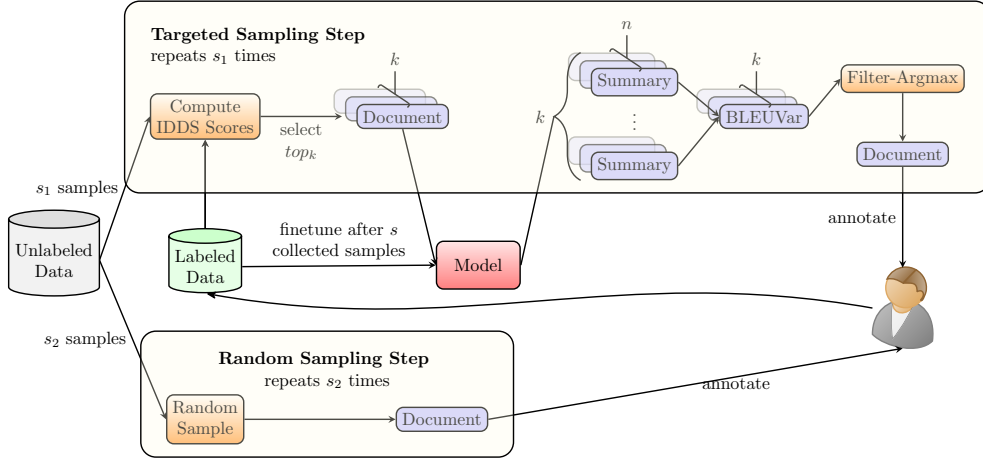 Targeted Sampling Step
repeats s₁ times
k
n
k
Compute
IDDS Scores
select
topₖ
Document
k
Summary
⋮
Summary
BLEUVar
Filter-Argmax
Document
s₁ samples
Unlabeled
Data
Labeled
Data
finetune after s
collected samples
Model
annotate
s₂ samples
Random Sampling Step
repeats s₂ times
Random
Sample
Document
annotate